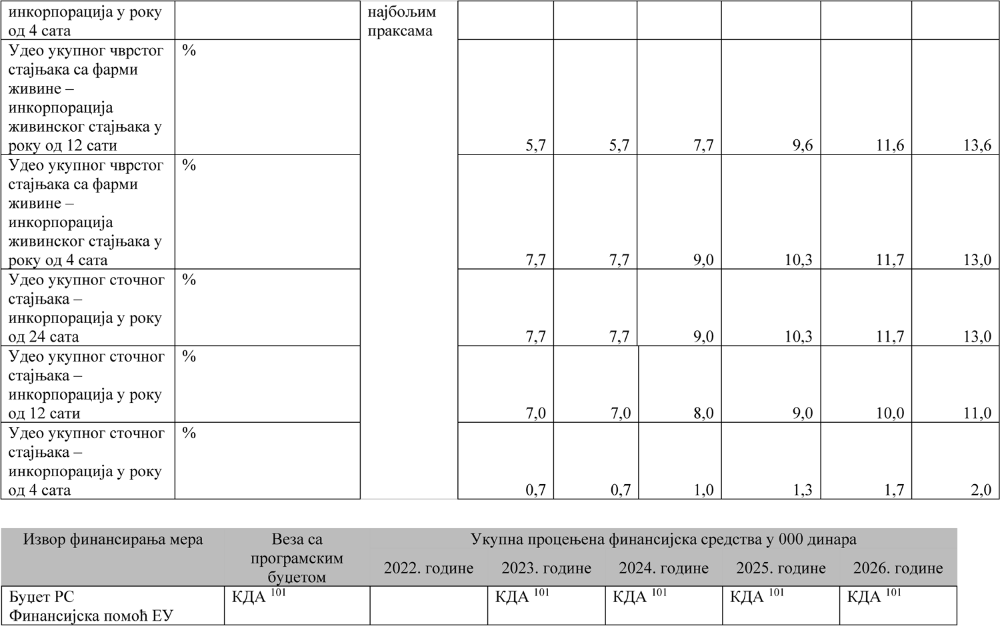 инкорпорација у року
од 4 сата
најбољим
праксама
Удео укупног чврстог
стајњака са фарми
живине –
инкорпорација
живинског стајњака у
року од 12 сати
%
5,7 5,7 7,7 9,6 11,6 13,6
Удео укупног чврстог
стајњака са фарми
живине –
инкорпорација
живинског стајњака у
року од 4 сата
%
7,7 7,7 9,0 10,3 11,7 13,0
Удео укупног сточног
стајњака –
инкорпорација у року
од 24 сата
%
7,7 7,7 9,0 10,3 11,7 13,0
Удео укупног сточног
стајњака –
инкорпорација у року
од 12 сати
%
7,0 7,0 8,0 9,0 10,0 11,0
Удео укупног сточног
стајњака –
инкорпорација у року
од 4 сата
%
0,7 0,7 1,0 1,3 1,7 2,0
Извор финансирања мера
Веза са
програмским
буџетом
Укупна процењена финансијска средства у 000 динара
2022. године 2023. године 2024. године 2025. године 2026. године
Буџет РС
Финансијска помоћ ЕУ
КДА 101
КДА 101 КДА 101 КДА 101 КДА 101